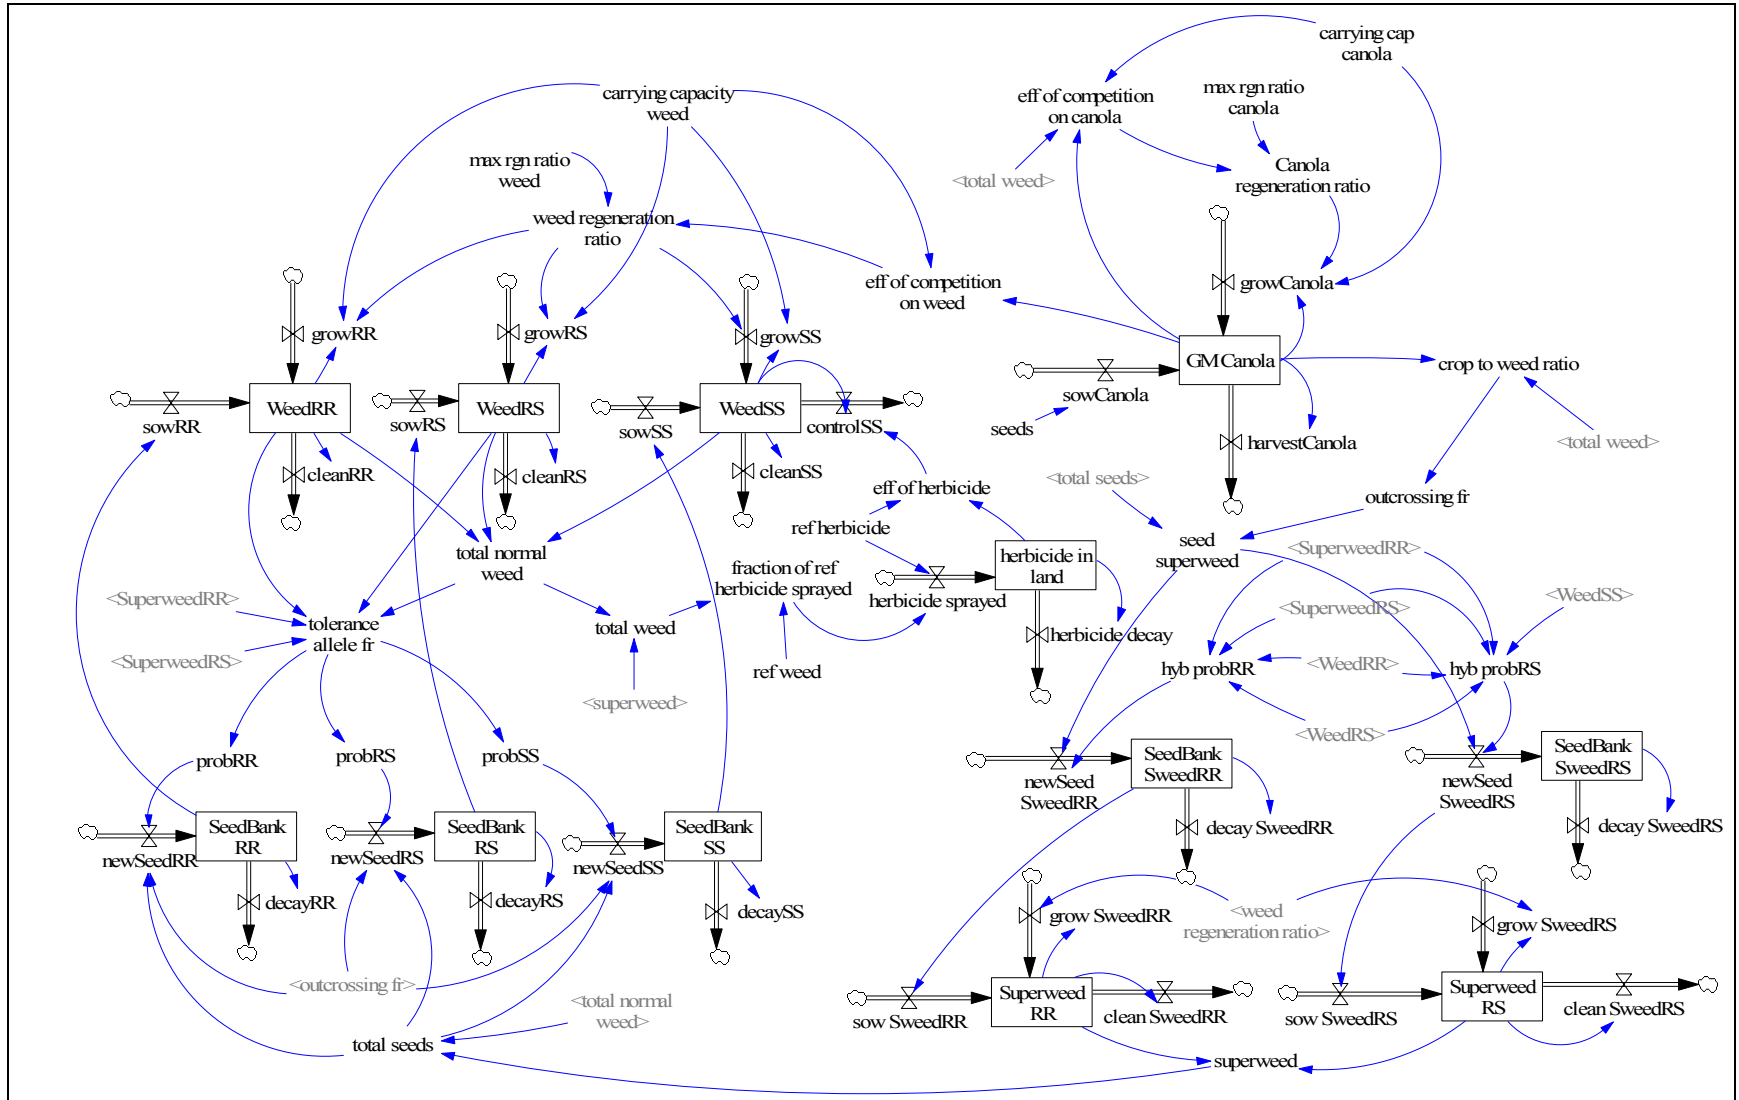 carrying cap
canola
carrying capacity
weed
eff of competition
on canola
max rgn ratio
canola
max rgn ratio
weed
<total weed>
Canola
regeneration ratio
weed regeneration
ratio
eff of competition
on weed
growCanola
growRR
growRS
growSS
GM Canola
crop to weed ratio
WeedRR
WeedRS
WeedSS
sowCanola
sowRR
sowRS
sowSS
controlSS
seeds
harvestCanola
<total weed>
cleanRR
cleanRS
cleanSS
eff of herbicide
<total seeds>
outcrossing fr
ref herbicide
seed
superweed
<SuperweedRR>
total normal
weed
fraction of ref
herbicide sprayed
herbicide in
land
herbicide sprayed
<SuperweedRR>
<SuperweedRS>
<WeedSS>
tolerance
allele fr
total weed
herbicide decay
<SuperweedRS>
ref weed
hyb probRR
<WeedRR>
hyb probRS
<superweed>
<WeedRS>
probRR
probRS
probSS
SeedBank
SweedRR
SeedBank
SweedRS
newSeed
SweedRR
newSeed
SweedRS
SeedBank
RR
SeedBank
RS
SeedBank
SS
decay SweedRR
decay SweedRS
newSeedRR
newSeedRS
newSeedSS
decayRR
decayRS
decaySS
grow SweedRR
<weed
regeneration ratio>
grow SweedRS
<outcrossing fr>
<total normal
weed>
Superweed
RR
Superweed
RS
sow SweedRR
clean SweedRR
sow SweedRS
clean SweedRS
total seeds
superweed